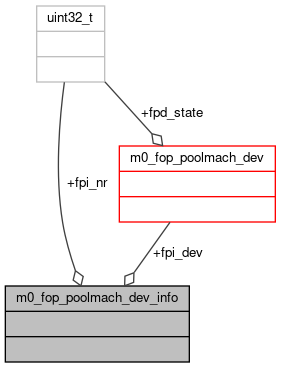 uint32_t
+fpd_state
m0_fop_poolmach_dev
+fpi_nr
+fpi_dev
m0_fop_poolmach_dev_info